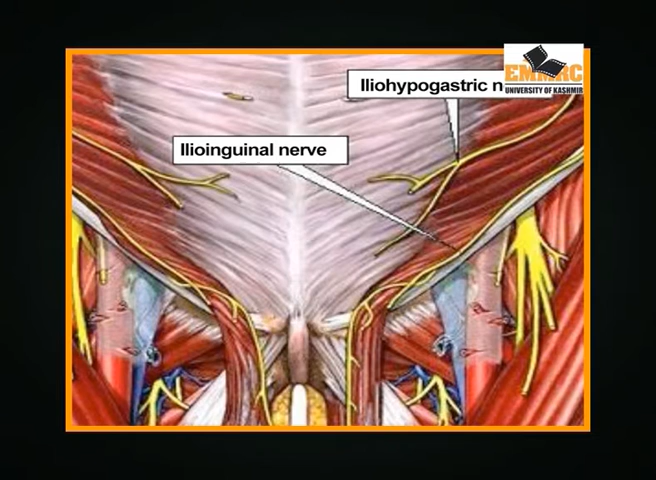 EMMRC
UNIVERSITY OF KASHMIR
Iliohypogastric n
Ilioinguinal nerve